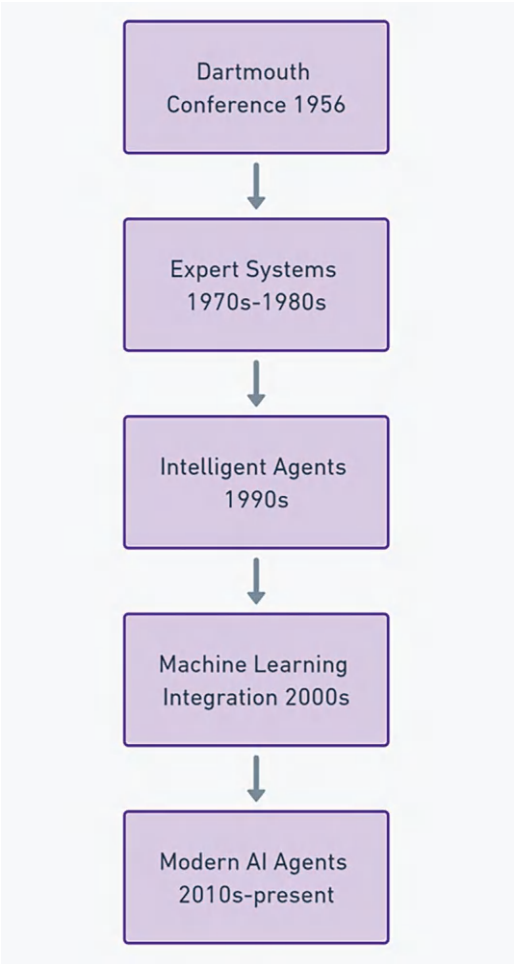 Dartmouth
Conference 1956
Expert Systems
1970s-1980s
Intelligent Agents
1990s
Machine Learning
Integration 2000s
Modern AI Agents
2010s-present